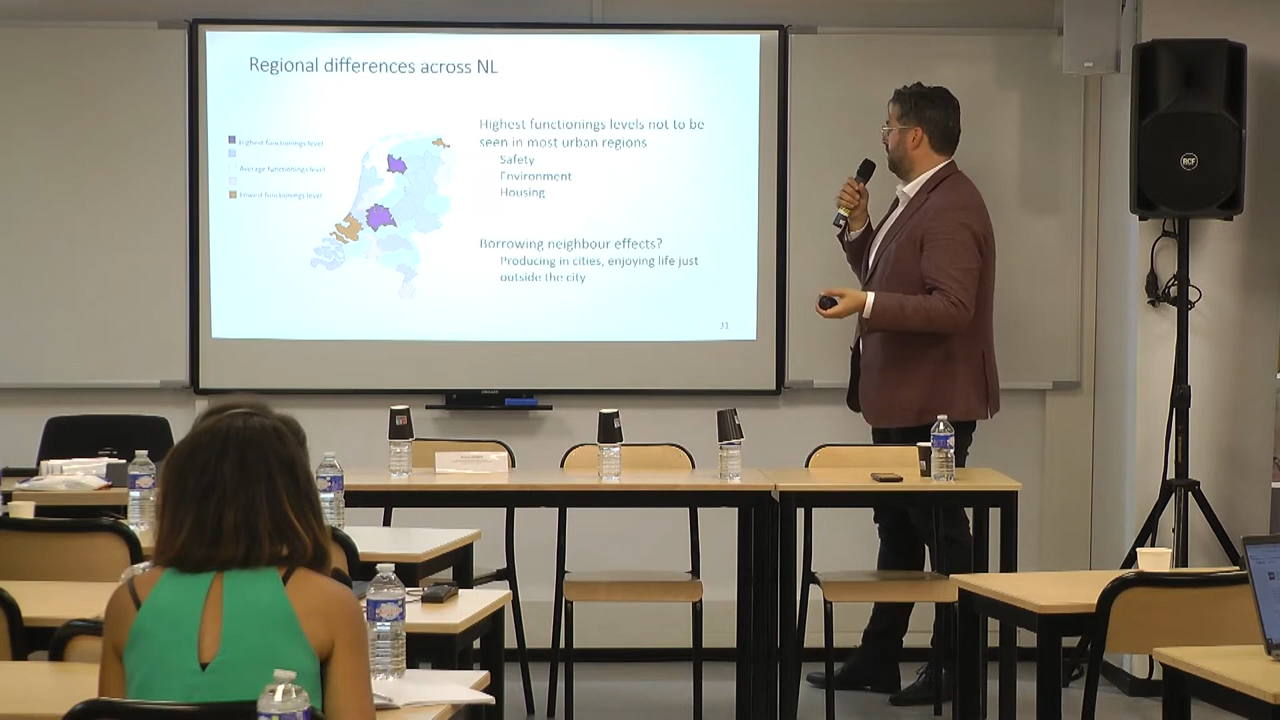 Regional differences across NL
Highest functionings level
Average functionings level
Lowest functionings level
Highest functionings levels not to be
seen in most urban regions
Safety
Environment
Housing
Borrowing neighbour effects?
Producing in cities, enjoying life just
outside the city
31
RCF